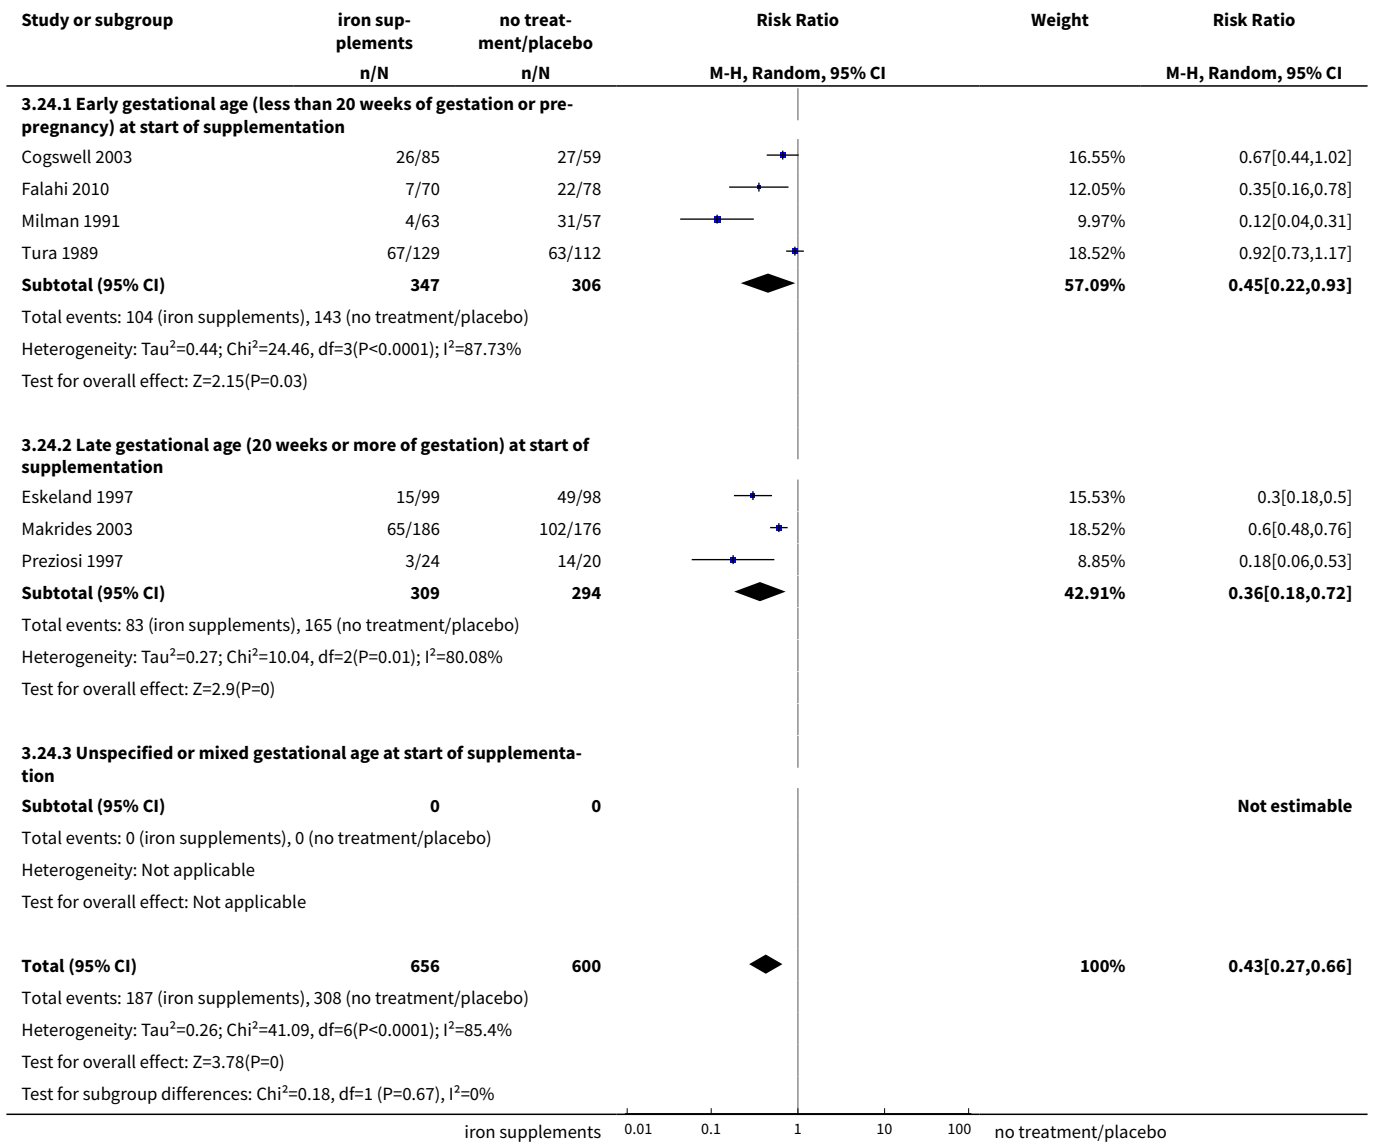 Study or subgroup iron sup- no treat- Risk Ratio Weight Risk Ratio
plements ment/placebo
n/N n/N M-H, Random, 95% CI M-H, Random, 95% CI
3.24.1 Early gestational age (less than 20 weeks of gestation or pre-
pregnancy) at start of supplementation
Cogswell 2003 26/85 27/59 16.55% 0.67[0.44,1.02]
Falahi 2010 7/70 22/78 12.05% 0.35[0.16,0.78]
Milman 1991 4/63 31/57 9.97% 0.12[0.04,0.31]
Tura 1989 67/129 63/112 18.52% 0.92[0.73,1.17]
Subtotal (95% CI) 347 306 57.09% 0.45[0.22,0.93]
Total events: 104 (iron supplements), 143 (no treatment/placebo)
Heterogeneity: Tau²=0.44; Chi²=24.46, df=3(P<0.0001); I²=87.73%
Test for overall effect: Z=2.15(P=0.03)
3.24.2 Late gestational age (20 weeks or more of gestation) at start of
supplementation
Eskeland 1997 15/99 49/98 15.53% 0.3[0.18,0.5]
Makrides 2003 65/186 102/176 18.52% 0.6[0.48,0.76]
Preziosi 1997 3/24 14/20 8.85% 0.18[0.06,0.53]
Subtotal (95% CI) 309 294 42.91% 0.36[0.18,0.72]
Total events: 83 (iron supplements), 165 (no treatment/placebo)
Heterogeneity: Tau²=0.27; Chi²=10.04, df=2(P=0.01); I²=80.08%
Test for overall effect: Z=2.9(P=0)
3.24.3 Unspecified or mixed gestational age at start of supplementa-
tion
Subtotal (95% CI) 0 0 Not estimable
Total events: 0 (iron supplements), 0 (no treatment/placebo)
Heterogeneity: Not applicable
Test for overall effect: Not applicable
Total (95% CI) 656 600 100% 0.43[0.27,0.66]
Total events: 187 (iron supplements), 308 (no treatment/placebo)
Heterogeneity: Tau²=0.26; Chi²=41.09, df=6(P<0.0001); I²=85.4%
Test for overall effect: Z=3.78(P=0)
Test for subgroup differences: Chi²=0.18, df=1 (P=0.67), I²=0%
iron supplements 0.01 0.1 1 10 100 no treatment/placebo